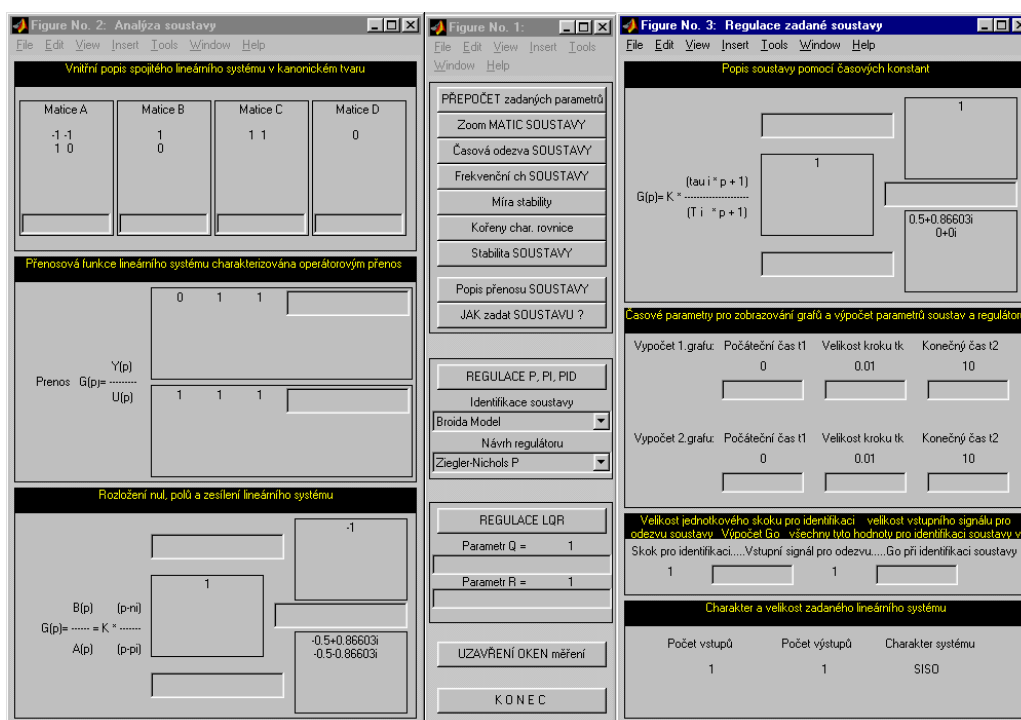 Figure No. 2: Analýza soustavy
File Edit View Insert Tools Window Help
Vnitřní popis spojitého lineárního systému v kanonickém tvaru
Matice A Matice B Matice C Matice D
-1 -1 1 1 1 0
1 0 0
Přenosová funkce lineárního systému charakterizována operátorovým přenos
0 1 1
Y(p)
Prenos G(p)= ---------
U(p)
1 1 1
Rozložení nul, polů a zesílení lineárního systému
-1
1
B(p) (p-ni)
G(p)= ------ = K * -------
A(p) (p-pi)
-0.5+0.86603i
-0.5-0.86603i
Figure No. 1:
File Edit View Insert Tools
Window Help
PŘEPOČET zadaných parametrů
Zoom MATIC SOUSTAVY
Časová odezva SOUSTAVY
Frekvenční ch SOUSTAVY
Míra stability
Kořeny char. rovnice
Stabilita SOUSTAVY
Popis přenosu SOUSTAVY
JAK zadat SOUSTAVU ?
REGULACE P, PI, PID
Identifikace soustavy
Broida Model
Návrh regulátoru
Ziegler-Nichols P
REGULACE LQR
Parametr Q = 1
Parametr R = 1
UZAVŘENÍ OKEN měření
K O N E C
Figure No. 3: Regulace zadané soustavy
File Edit View Insert Tools Window Help
Popis soustavy pomocí časových konstant
1
1
(tau i * p + 1)
G(p)= K * --------------------
(T i * p + 1)
0.5+0.86603i
0+0i
Časové parametry pro zobrazování grafů a výpočet parametrů soustav a regulátorů
Vypočet 1.grafu: Počáteční čas t1 Velikost kroku tk Konečný čas t2
0 0.01 10
Vypočet 2.grafu: Počáteční čas t1 Velikost kroku tk Konečný čas t2
0 0.01 10
Velikost jednotkového skoku pro identifikaci velikost vstupního signálu pro
odezvu soustavy Výpočet Go všechny tyto hodnoty pro identifikaci soustavy v
Skok pro identifikaci.....Vstupní signál pro odezvu.....Go při identifikaci soustavy
1 1
Charakter a velikost zadaného lineárního systému
Počet vstupů Počet výstupů Charakter systému
1 1 SISO